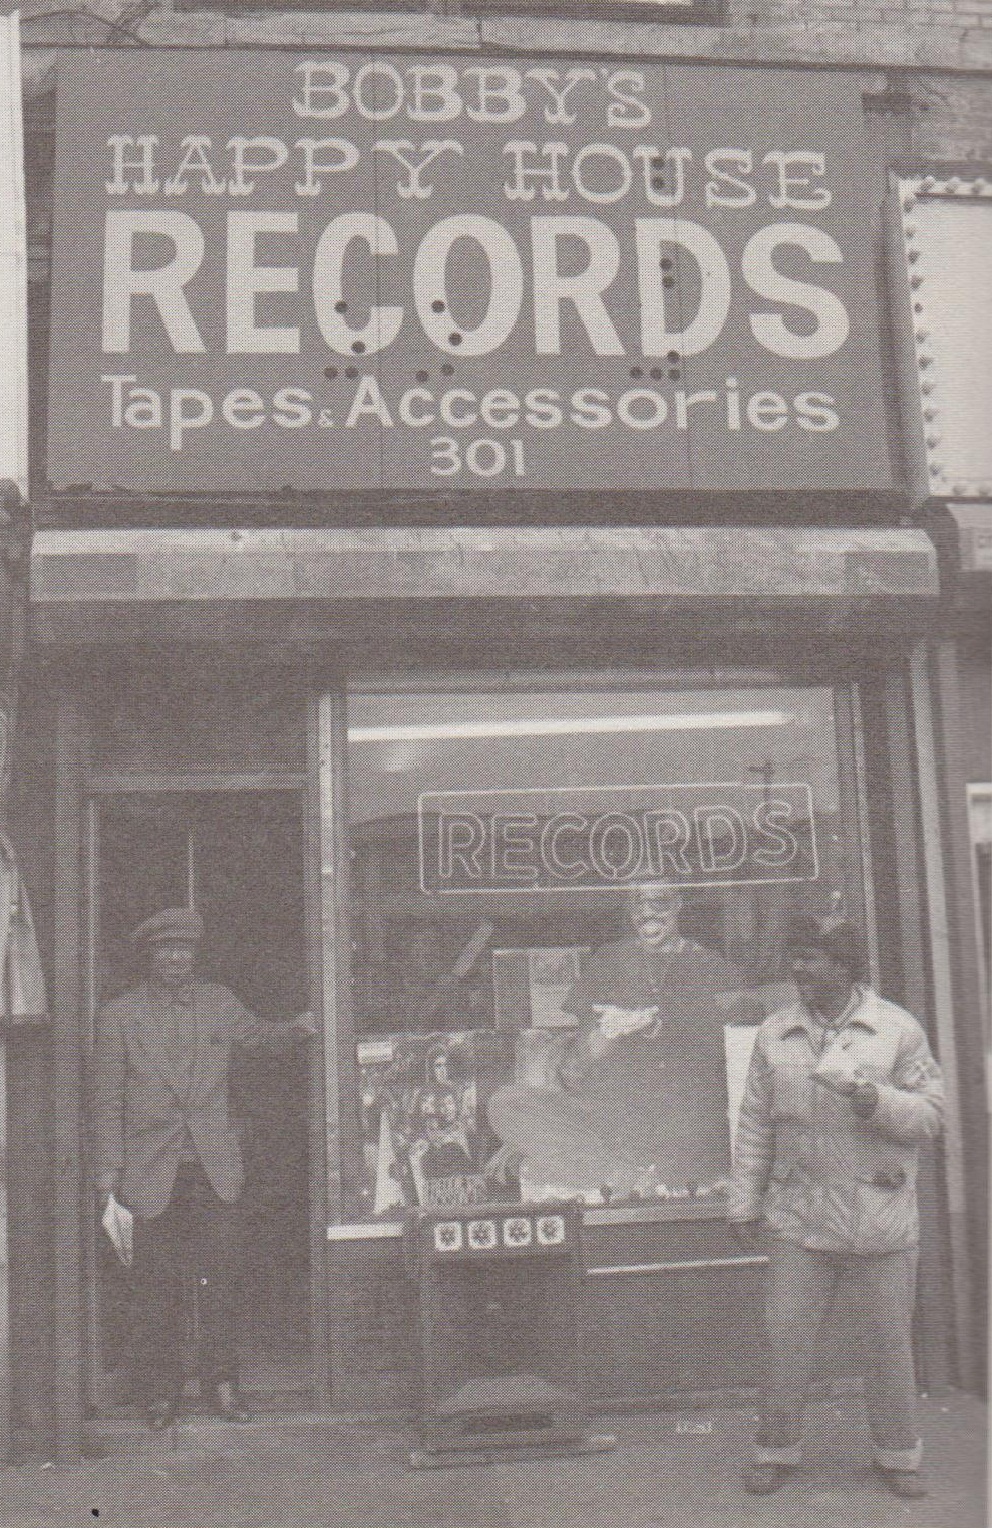 BOBBY'S
HAPPY HOUSE
RECORDS
Tapes & Accessories
301
RECORDS